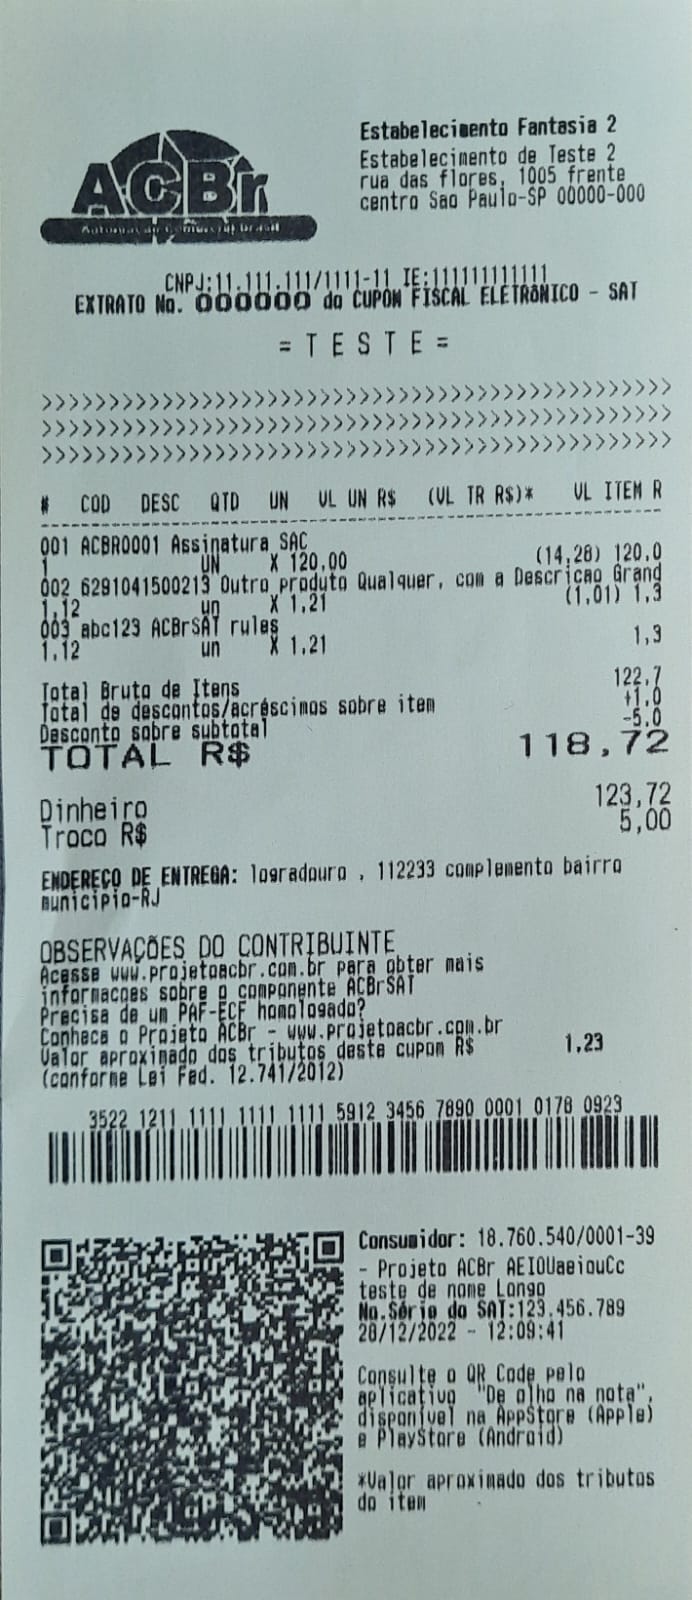 ACBr
Automação Comercial Brasil
Estabelecimento Fantasia 2
Estabelecimento de Teste 2
rua das flores, 1005 frente
centro Sao Paulo-SP 00000-000
CNPJ:11.111.111/1111-11 IE:111111111111
EXTRATO No. 000000 do CUPOM FISCAL ELETRÔNICO - SAT
= T E S T E =
>>>>>>>>>>>>>>>>>>>>>>>>>>>>>>>>>>>>>>>>>>>>>>>>
>>>>>>>>>>>>>>>>>>>>>>>>>>>>>>>>>>>>>>>>>>>>>>>>
>>>>>>>>>>>>>>>>>>>>>>>>>>>>>>>>>>>>>>>>>>>>>>>>
# COD DESC QTD UN VL UN R$ (VL TR R$)* VL ITEM R
001 ACBR0001 Assinatura SAC
1 UN X 120,00 (14,28) 120,0
002 6291041500213 Outro produto Qualquer, com a Descricao Grand
1,12 un X 1,21 (1,01) 1,3
003 abc123 ACBrSAT rules
1,12 un X 1,21 1,3
Total Bruto de Itens 122,7
Total de descontos/acréscimos sobre item +1,0
Desconto sobre subtotal -5,0
TOTAL R$ 118,72
Dinheiro 123,72
Troco R$ 5,00
ENDEREÇO DE ENTREGA: logradouro , 112233 complemento bairro
municipio-RJ
OBSERVAÇÕES DO CONTRIBUINTE
Acesse www.projetoacbr.com.br para obter mais
informacoes sobre o componente ACBrSAT
Precisa de um PAF-ECF homologado?
Conheca o Projeto ACBr - www.projetoacbr.com.br
Valor aproximado dos tributos deste cupom R$ 1,23
(conforme Lei Fed. 12.741/2012)
3522 1211 1111 1111 1111 5912 3456 7890 0001 0178 0923
Consumidor: 18.760.540/0001-39
- Projeto ACBr AEIOUaeiouCc
teste de nome Longo
No.Série do SAT:123.456.789
28/12/2022 - 12:09:41
Consulte o QR Code pelo
aplicativo "De olho na nota",
disponível na AppStore (Apple)
e PlayStore (Android)
*Valor aproximado dos tributos
do item